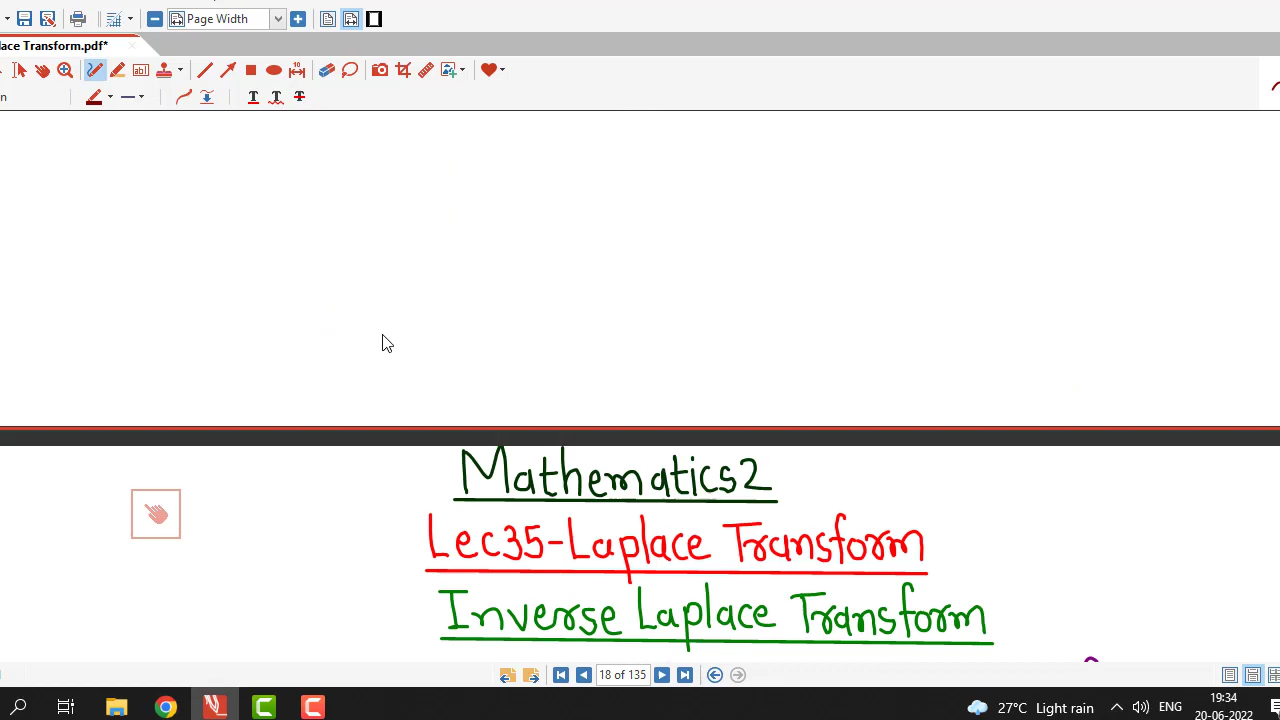 Page Width
lace Transform.pdf*
10
n
T T T
Mathematics2
Lec35-Laplace Transform
Inverse Laplace Transform
18 of 135
27°C Light rain
ENG
19:34
20-06-2022